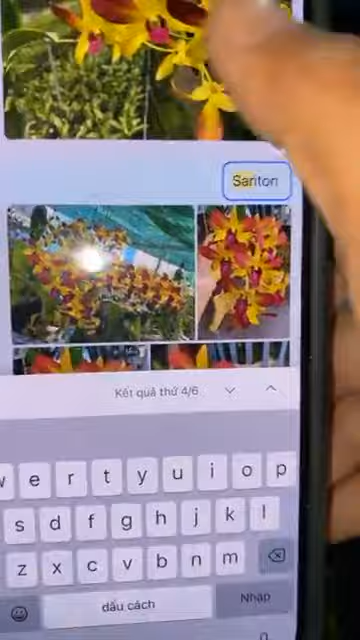 Sariton
Kết quả thứ 4/6
w e r t y u i o p
s d f g h j k l
z x c v b n m
dấu cách
Nhập